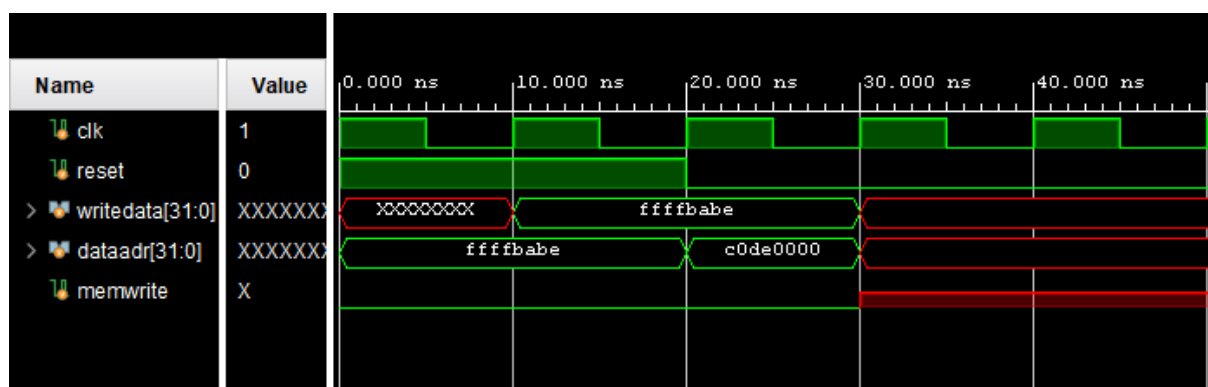 Name Value 0.000 ns 10.000 ns 20.000 ns 30.000 ns 40.000 ns
clk 1
reset 0
writedata[31:0] XXXXXXX XXXXXXXX ffffbabe
dataadr[31:0] XXXXXXX ffffbabe c0de0000
memwrite X